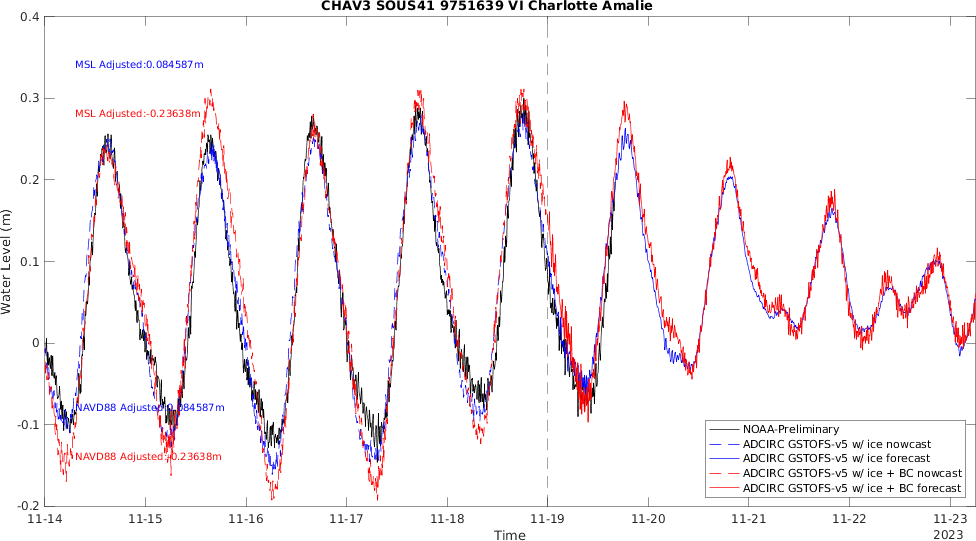 CHAV3 SOUS41 9751639 VI Charlotte Amalie
0.4
0.3
0.2
0.1
0
-0.1
-0.2
Water Level (m)
MSL Adjusted:0.084587m
MSL Adjusted:-0.23638m
NAVD88 Adjusted:0.084587m
NAVD88 Adjusted:-0.23638m
NOAA-Preliminary
ADCIRC GSTOFS-v5 w/ ice nowcast
ADCIRC GSTOFS-v5 w/ ice forecast
ADCIRC GSTOFS-v5 w/ ice + BC nowcast
ADCIRC GSTOFS-v5 w/ ice + BC forecast
11-14 11-15 11-16 11-17 11-18 11-19 11-20 11-21 11-22 11-23
Time
2023